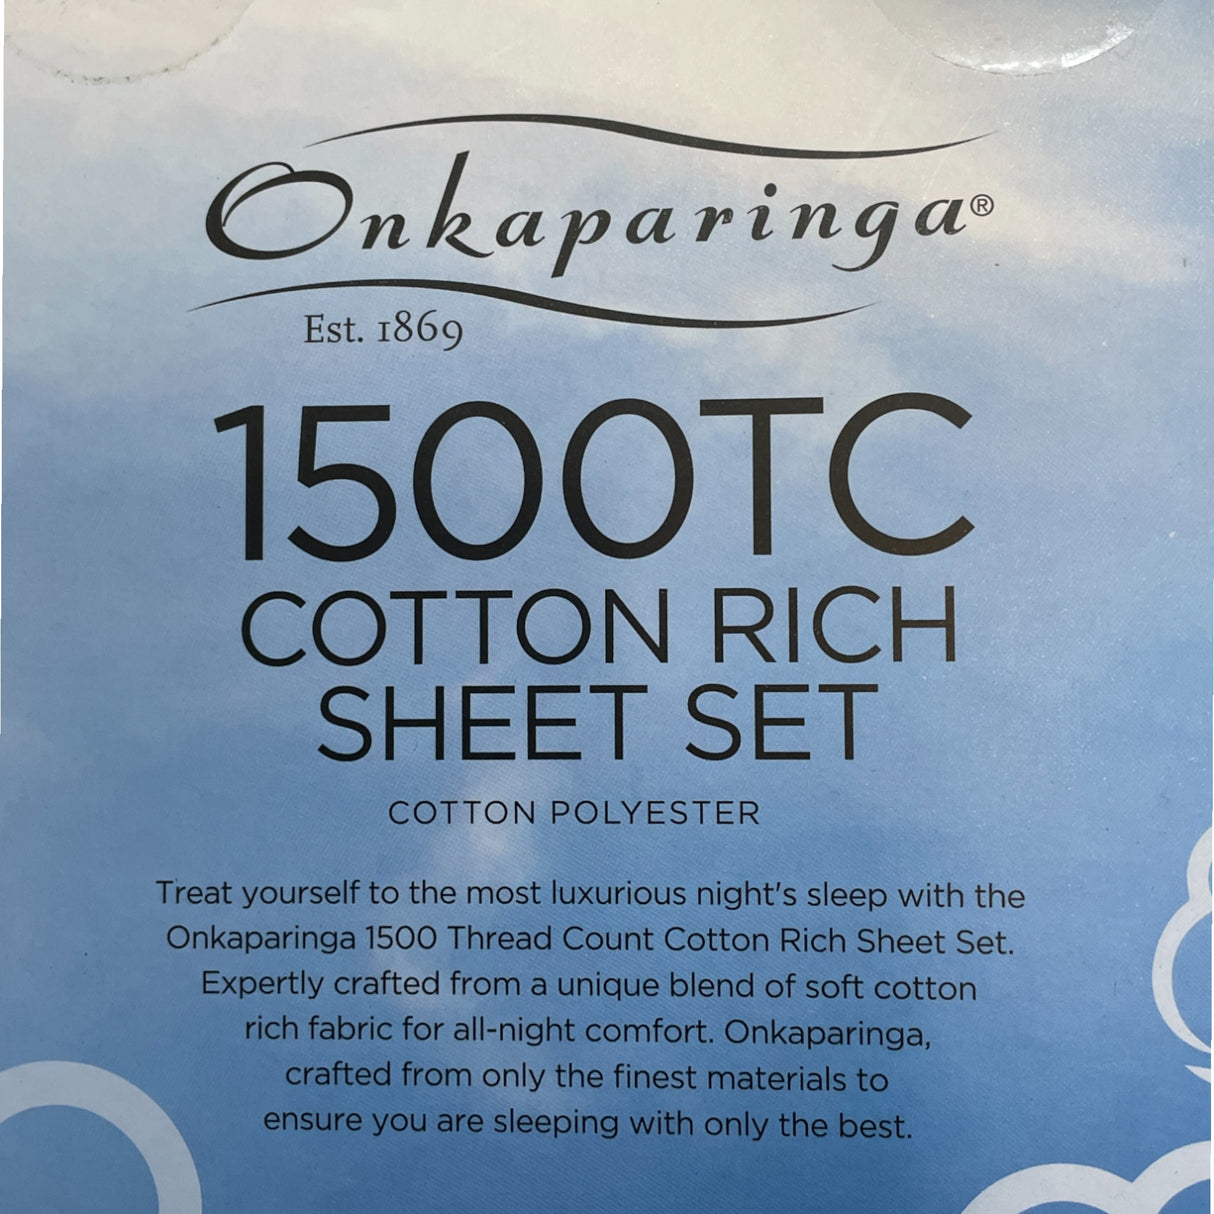 Onkaparinga®
Est. 1869
1500TC
COTTON RICH
SHEET SET
COTTON POLYESTER
Treat yourself to the most luxurious night's sleep with the
Onkaparinga 1500 Thread Count Cotton Rich Sheet Set.
Expertly crafted from a unique blend of soft cotton
rich fabric for all-night comfort. Onkaparinga,
crafted from only the finest materials to
ensure you are sleeping with only the best.